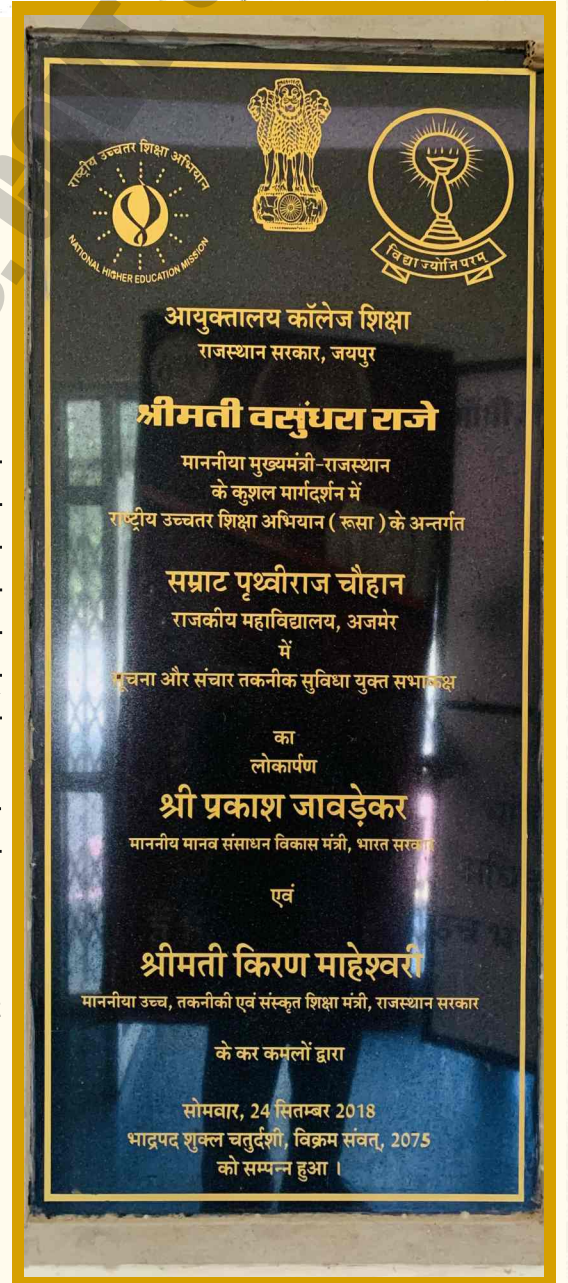 राष्ट्रीय उच्चतर शिक्षा अभियान
NATIONAL HIGHER EDUCATION MISSION
विद्या ज्योति परम्
आयुक्तालय कॉलेज शिक्षा
राजस्थान सरकार, जयपुर
श्रीमती वसुंधरा राजे
माननीया मुख्यमंत्री-राजस्थान
के कुशल मार्गदर्शन में
राष्ट्रीय उच्चतर शिक्षा अभियान ( रूसा ) के अन्तर्गत
सम्राट पृथ्वीराज चौहान
राजकीय महाविद्यालय, अजमेर
में
सूचना और संचार तकनीक सुविधा युक्त सभाकक्ष
का
लोकार्पण
श्री प्रकाश जावड़ेकर
माननीय मानव संसाधन विकास मंत्री, भारत सरकार
एवं
श्रीमती किरण माहेश्वरी
माननीया उच्च, तकनीकी एवं संस्कृत शिक्षा मंत्री, राजस्थान सरकार
के कर कमलों द्वारा
सोमवार, 24 सितम्बर 2018
भाद्रपद शुक्ल चतुर्दशी, विक्रम संवत्, 2075
को सम्पन्न हुआ ।